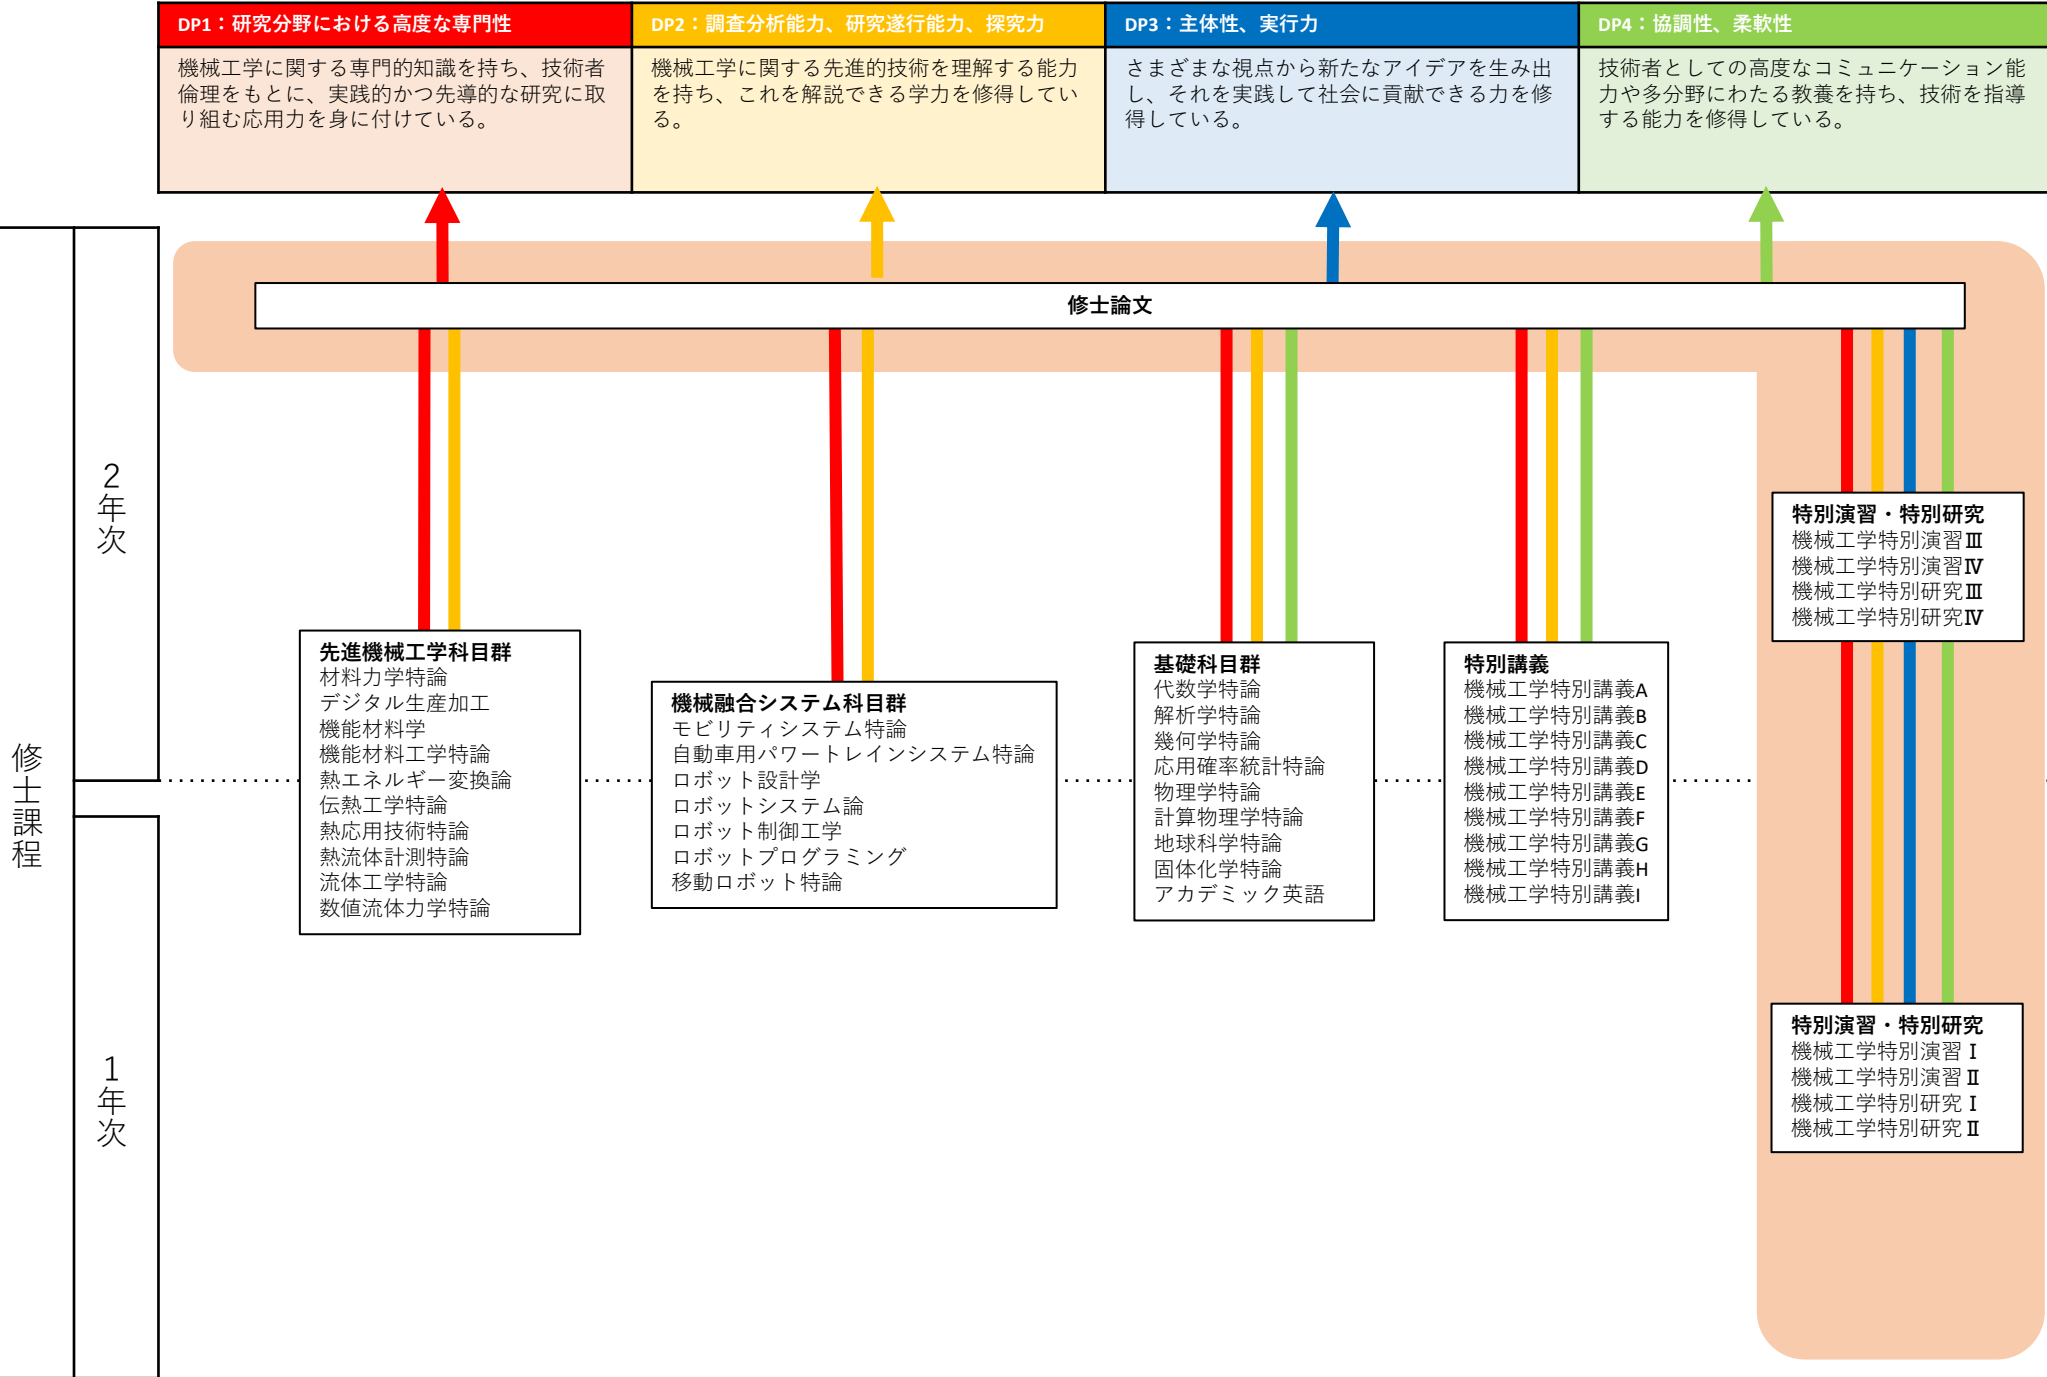 DP1：研究分野における高度な専門性
機械工学に関する専門的知識を持ち、技術者
倫理をもとに、実践的かつ先導的な研究に取
り組む応用力を身に付けている。
DP2：調査分析能力、研究遂行能力、探究力
機械工学に関する先進的技術を理解する能力
を持ち、これを解説できる学力を修得してい
る。
DP3：主体性、実行力
さまざまな視点から新たなアイデアを生み出
し、それを実践して社会に貢献できる力を修
得している。
DP4：協調性、柔軟性
技術者としての高度なコミュニケーション能
力や多分野にわたる教養を持ち、技術を指導
する能力を修得している。
修士課程
2年次
1年次
修士論文
先進機械工学科目群
材料力学特論
デジタル生産加工
機能材料学
機能材料工学特論
熱エネルギー変換論
伝熱工学特論
熱応用技術特論
熱流体計測特論
流体工学特論
数値流体力学特論
機械融合システム科目群
モビリティシステム特論
自動車用パワートレインシステム特論
ロボット設計学
ロボットシステム論
ロボット制御工学
ロボットプログラミング
移動ロボット特論
基礎科目群
代数学特論
解析学特論
幾何学特論
応用確率統計特論
物理学特論
計算物理学特論
地球科学特論
固体化学特論
アカデミック英語
特別講義
機械工学特別講義A
機械工学特別講義B
機械工学特別講義C
機械工学特別講義D
機械工学特別講義E
機械工学特別講義F
機械工学特別講義G
機械工学特別講義H
機械工学特別講義I
特別演習・特別研究
機械工学特別演習Ⅲ
機械工学特別演習Ⅳ
機械工学特別研究Ⅲ
機械工学特別研究Ⅳ
特別演習・特別研究
機械工学特別演習Ⅰ
機械工学特別演習Ⅱ
機械工学特別研究Ⅰ
機械工学特別研究Ⅱ